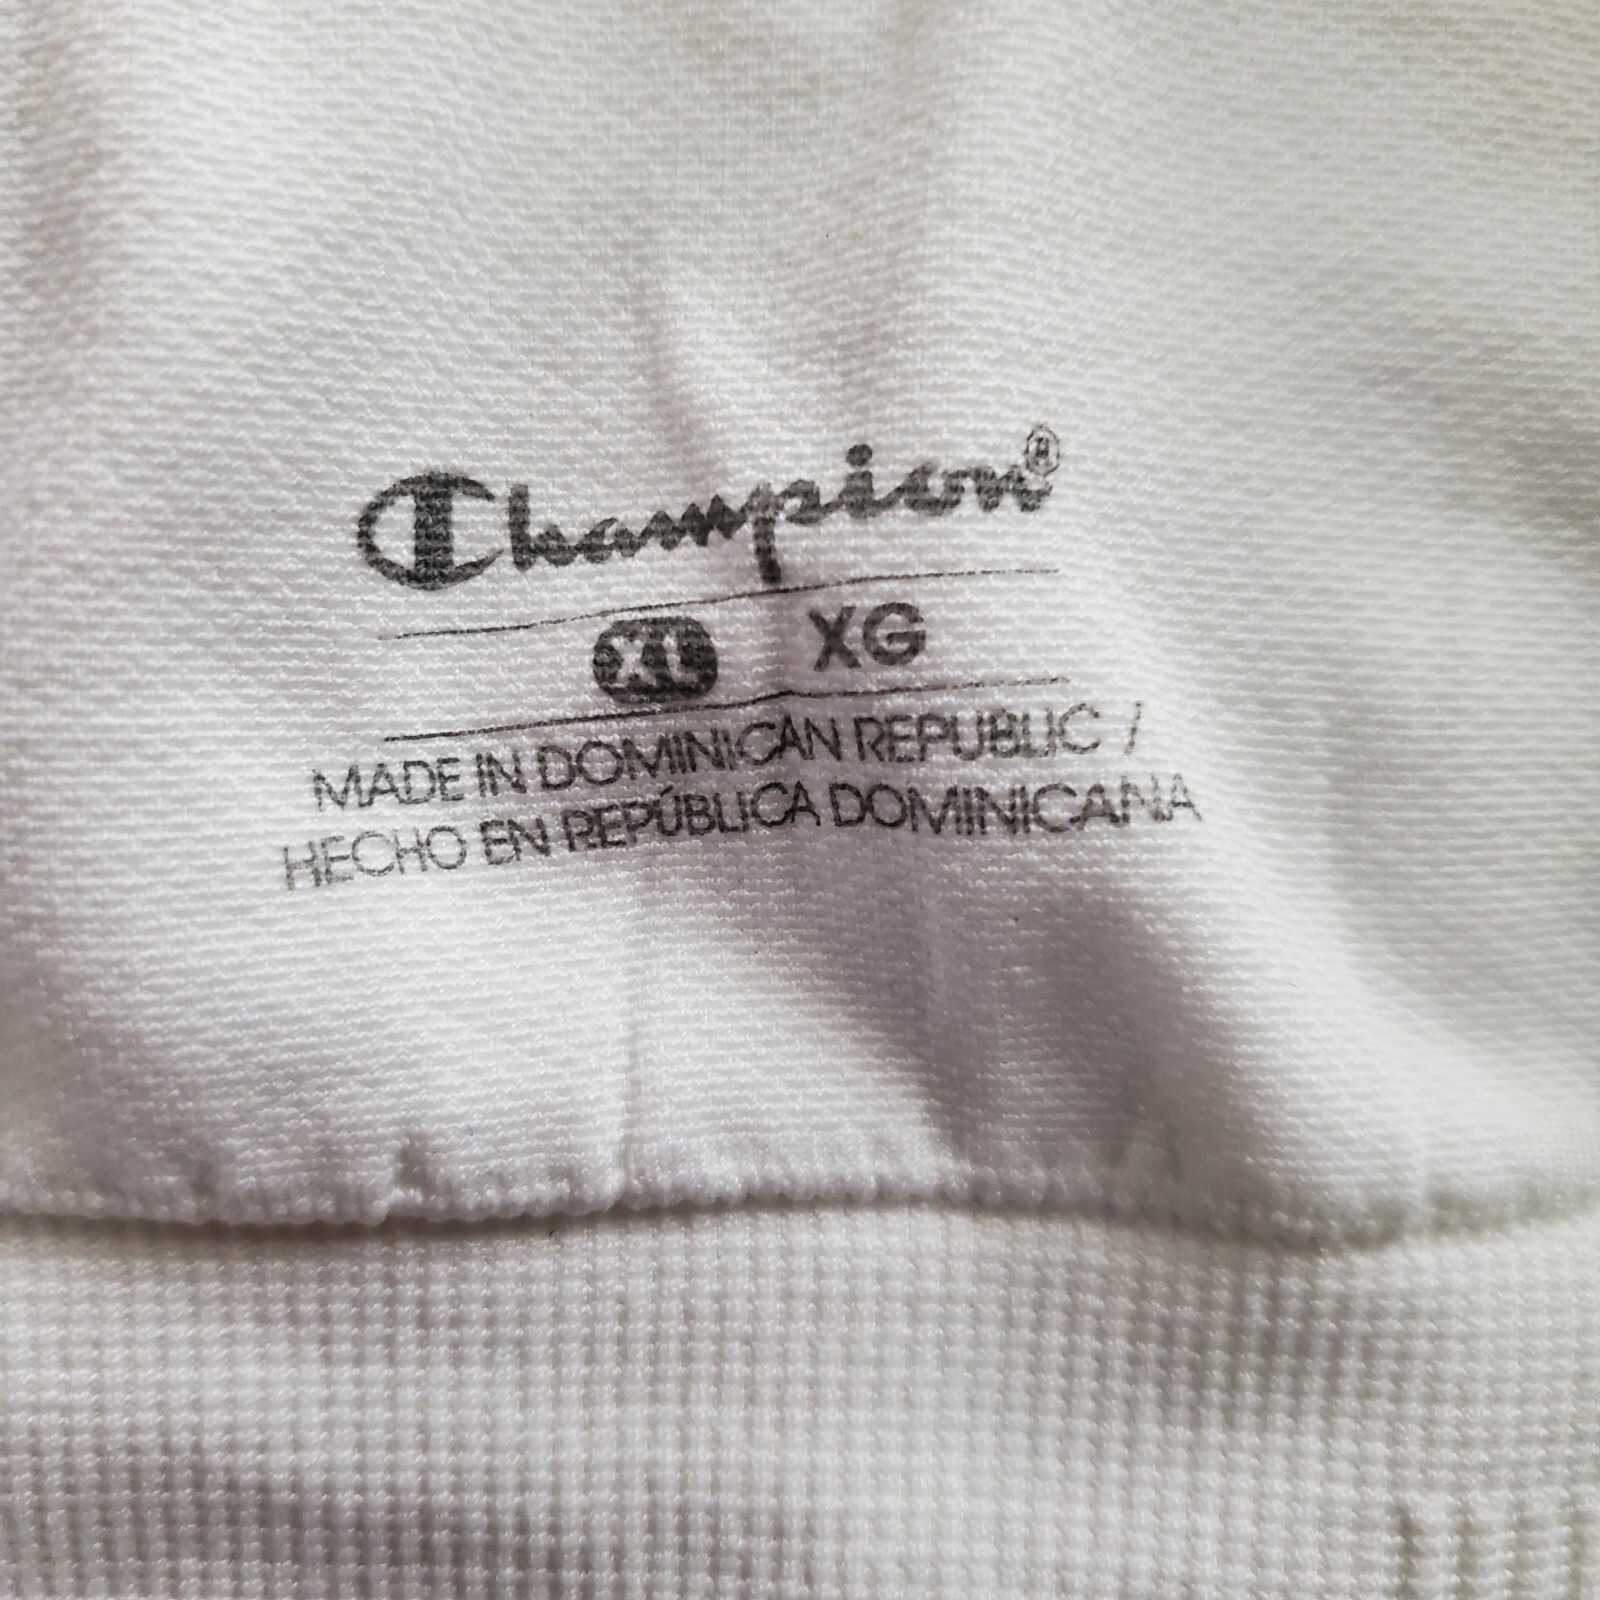 Champion®
XL XG
MADE IN DOMINICAN REPUBLIC /
HECHO EN REPÚBLICA DOMINICANA